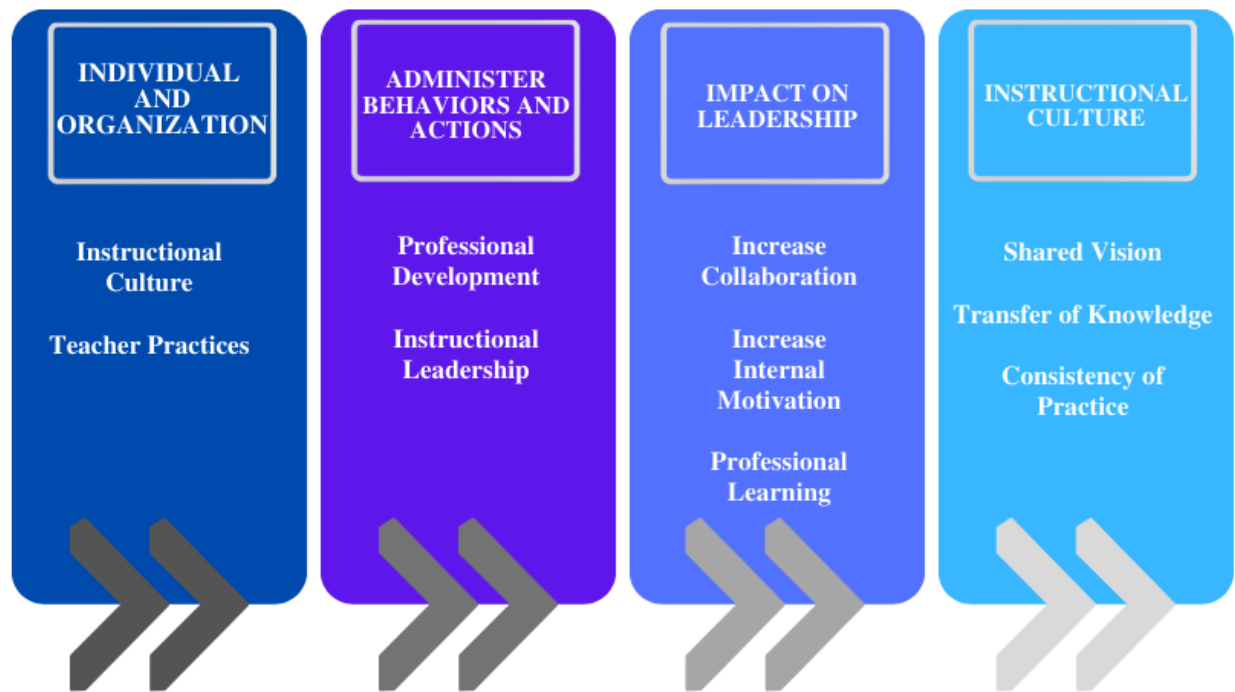 INDIVIDUAL
AND
ORGANIZATION
Instructional
Culture
Teacher Practices
ADMINISTER
BEHAVIORS AND
ACTIONS
Professional
Development
Instructional
Leadership
IMPACT ON
LEADERSHIP
Increase
Collaboration
Increase
Internal
Motivation
Professional
Learning
INSTRUCTIONAL
CULTURE
Shared Vision
Transfer of Knowledge
Consistency of
Practice